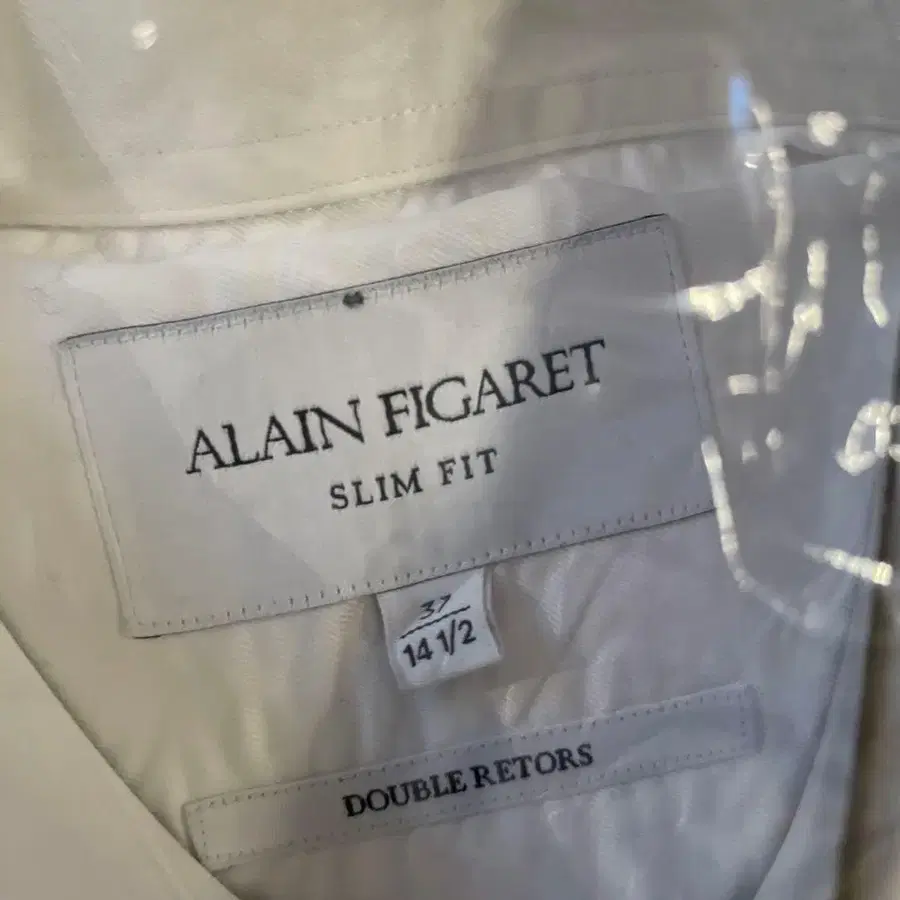 ALAIN FIGARET
SLIM FIT
37
14 1/2
DOUBLE RETORS